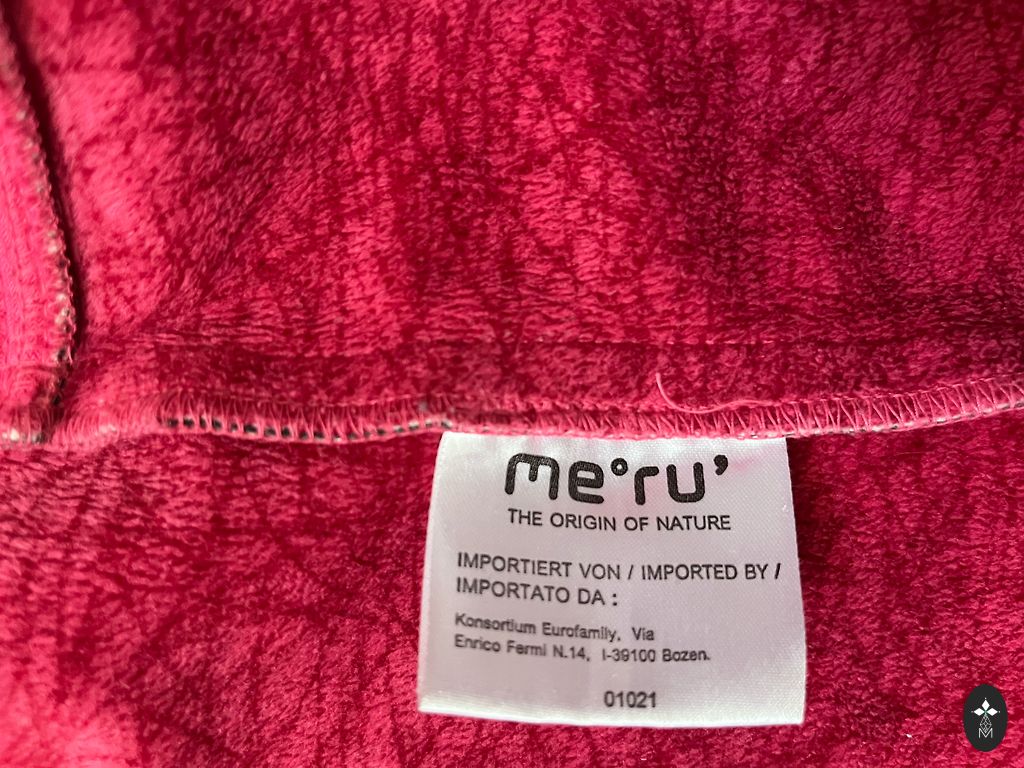 me°ru'
THE ORIGIN OF NATURE
IMPORTIERT VON / IMPORTED BY /
IMPORTATO DA :
Konsortium Eurofamily, Via
Enrico Fermi N.14, I-39100 Bozen.
01021
M